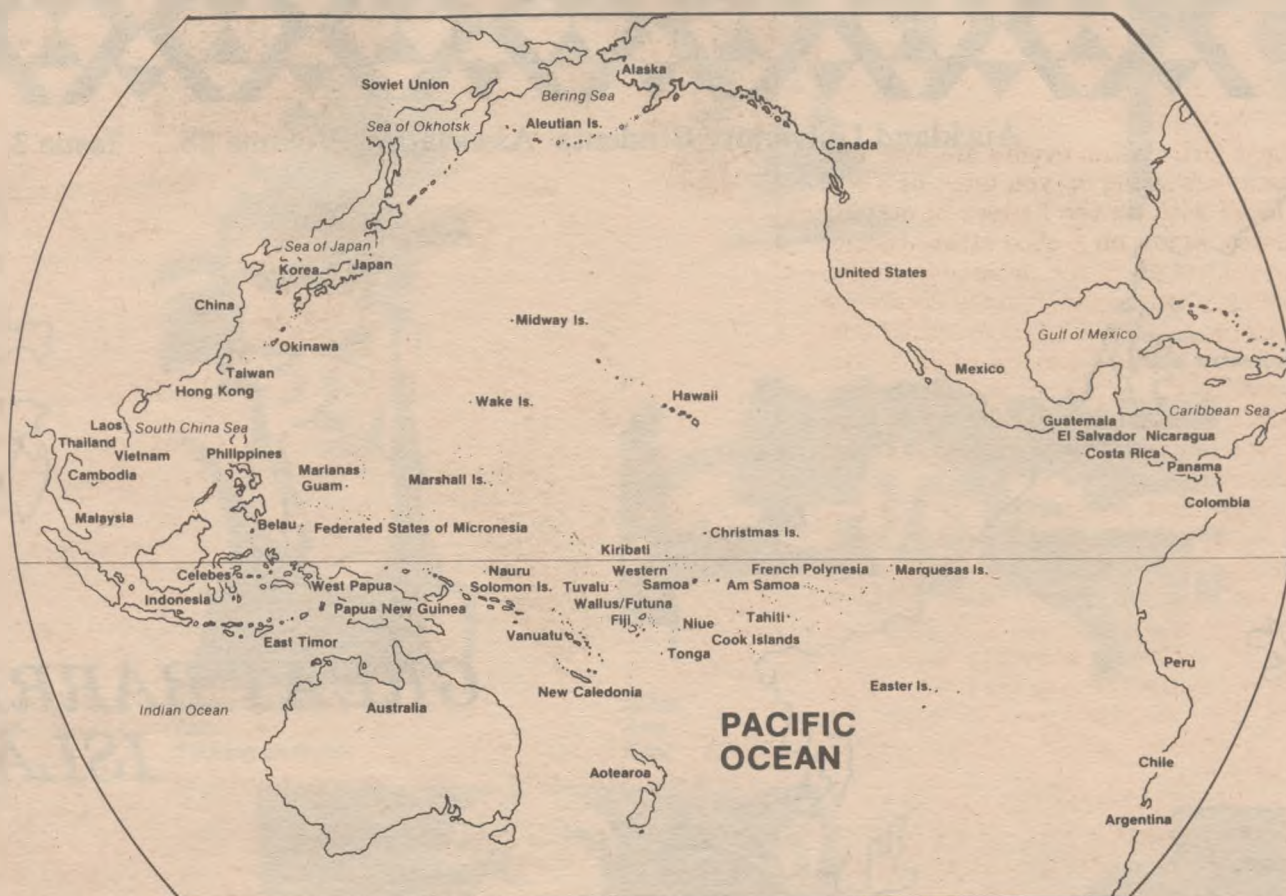 Alaska
Soviet Union
Bering Sea
Sea of Okhotsk
Aleutian Is.
Canada
Sea of Japan
Korea
Japan
United States
China
Midway Is.
Gulf of Mexico
Okinawa
Taiwan
Mexico
Hong Kong
Hawaii
Wake Is.
Caribbean Sea
Guatemala
Laos
South China Sea
El Salvador
Nicaragua
Thailand
Vietnam
Philippines
Costa Rica
Cambodia
Marianas
Guam
Marshall Is.
Panama
Colombia
Malaysia
Belau
Federated States of Micronesia
Christmas Is.
Kiribati
Celebes
Nauru
Western
Samoa
French Polynesia
Marquesas Is.
West Papua
Solomon Is.
Tuvalu
Am Samoa
Indonesia
Papua New Guinea
Wallus/Futuna
Fiji
Niue
Tahiti
East Timor
Vanuatu
Cook Islands
Tonga
Peru
New Caledonia
Easter Is.
Indian Ocean
Australia
PACIFIC
OCEAN
Aotearoa
Chile
Argentina